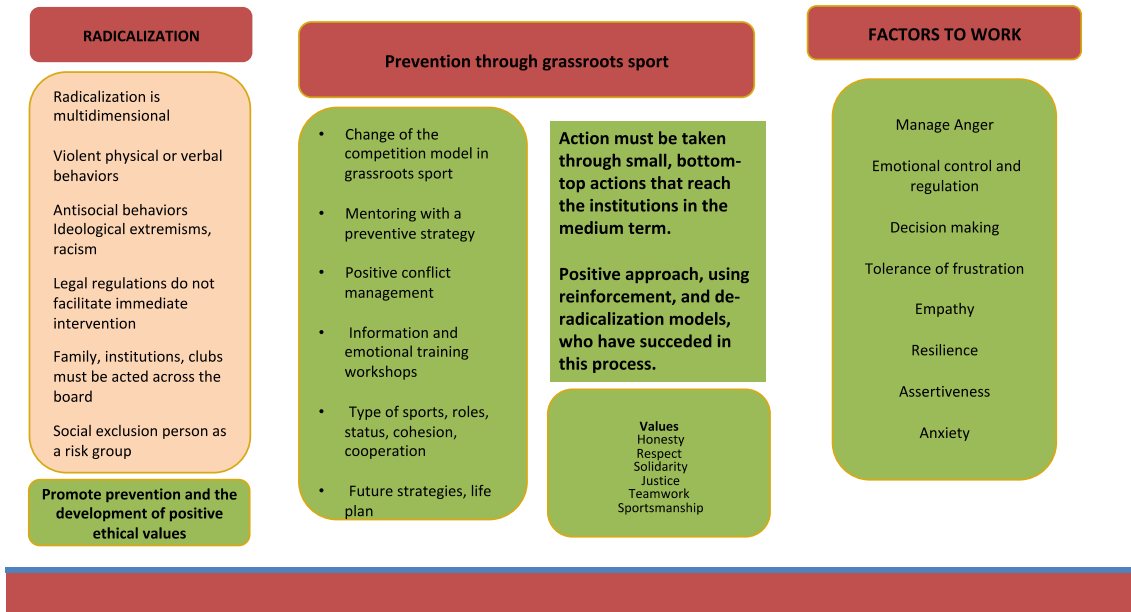 RADICALIZATION
Radicalization is
multidimensional
Violent physical or verbal
behaviors
Antisocial behaviors
Ideological extremisms,
racism
Legal regulations do not
facilitate immediate
intervention
Family, institutions, clubs
must be acted across the
board
Social exclusion person as
a risk group
Promote prevention and the
development of positive
ethical values
Prevention through grassroots sport
• Change of the
competition model in
grassroots sport
• Mentoring with a
preventive strategy
• Positive conflict
management
• Information and
emotional training
workshops
• Type of sports, roles,
status, cohesion,
cooperation
• Future strategies, life
plan
Action must be taken
through small, bottom-
top actions that reach
the institutions in the
medium term.
Positive approach, using
reinforcement, and de-
radicalization models,
who have succeded in
this process.
Values
Honesty
Respect
Solidarity
Justice
Teamwork
Sportsmanship
FACTORS TO WORK
Manage Anger
Emotional control and
regulation
Decision making
Tolerance of frustration
Empathy
Resilience
Assertiveness
Anxiety